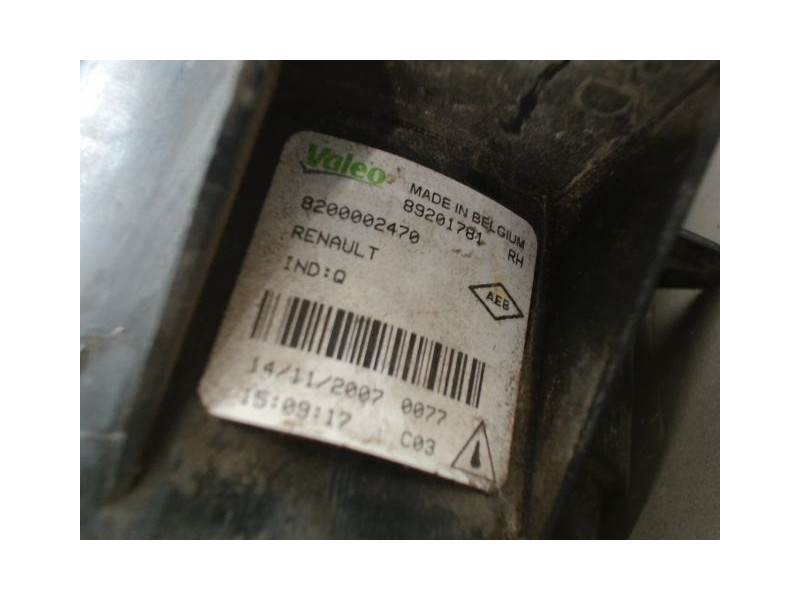 Valeo
MADE IN BELGIUM
89201781 RH
8200002470
RENAULT
IND:Q
AEB
14/11/2007 0077
15:09:17 C03